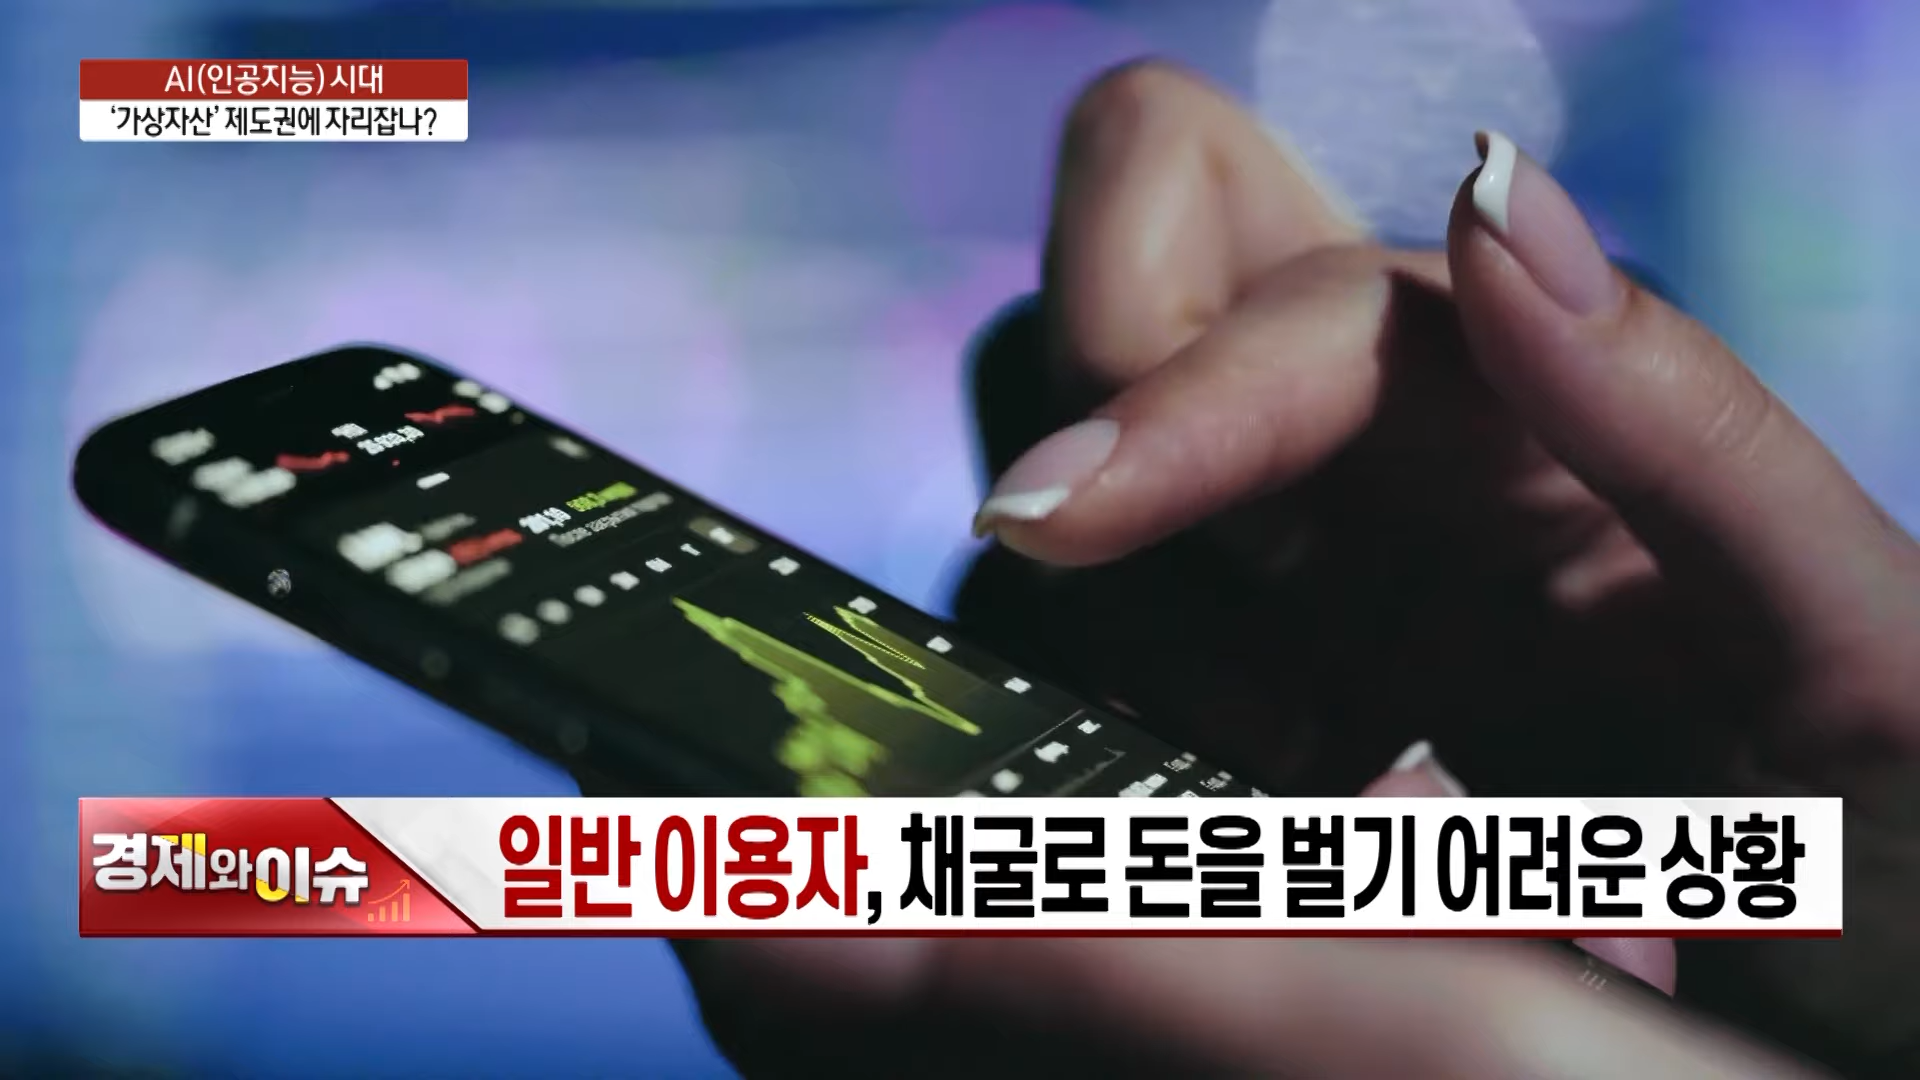 AI(인공지능) 시대
‘가상자산’ 제도권에 자리잡나?
После закрытия
경제와이슈
일반 이용자, 채굴로 돈을 벌기 어려운 상황